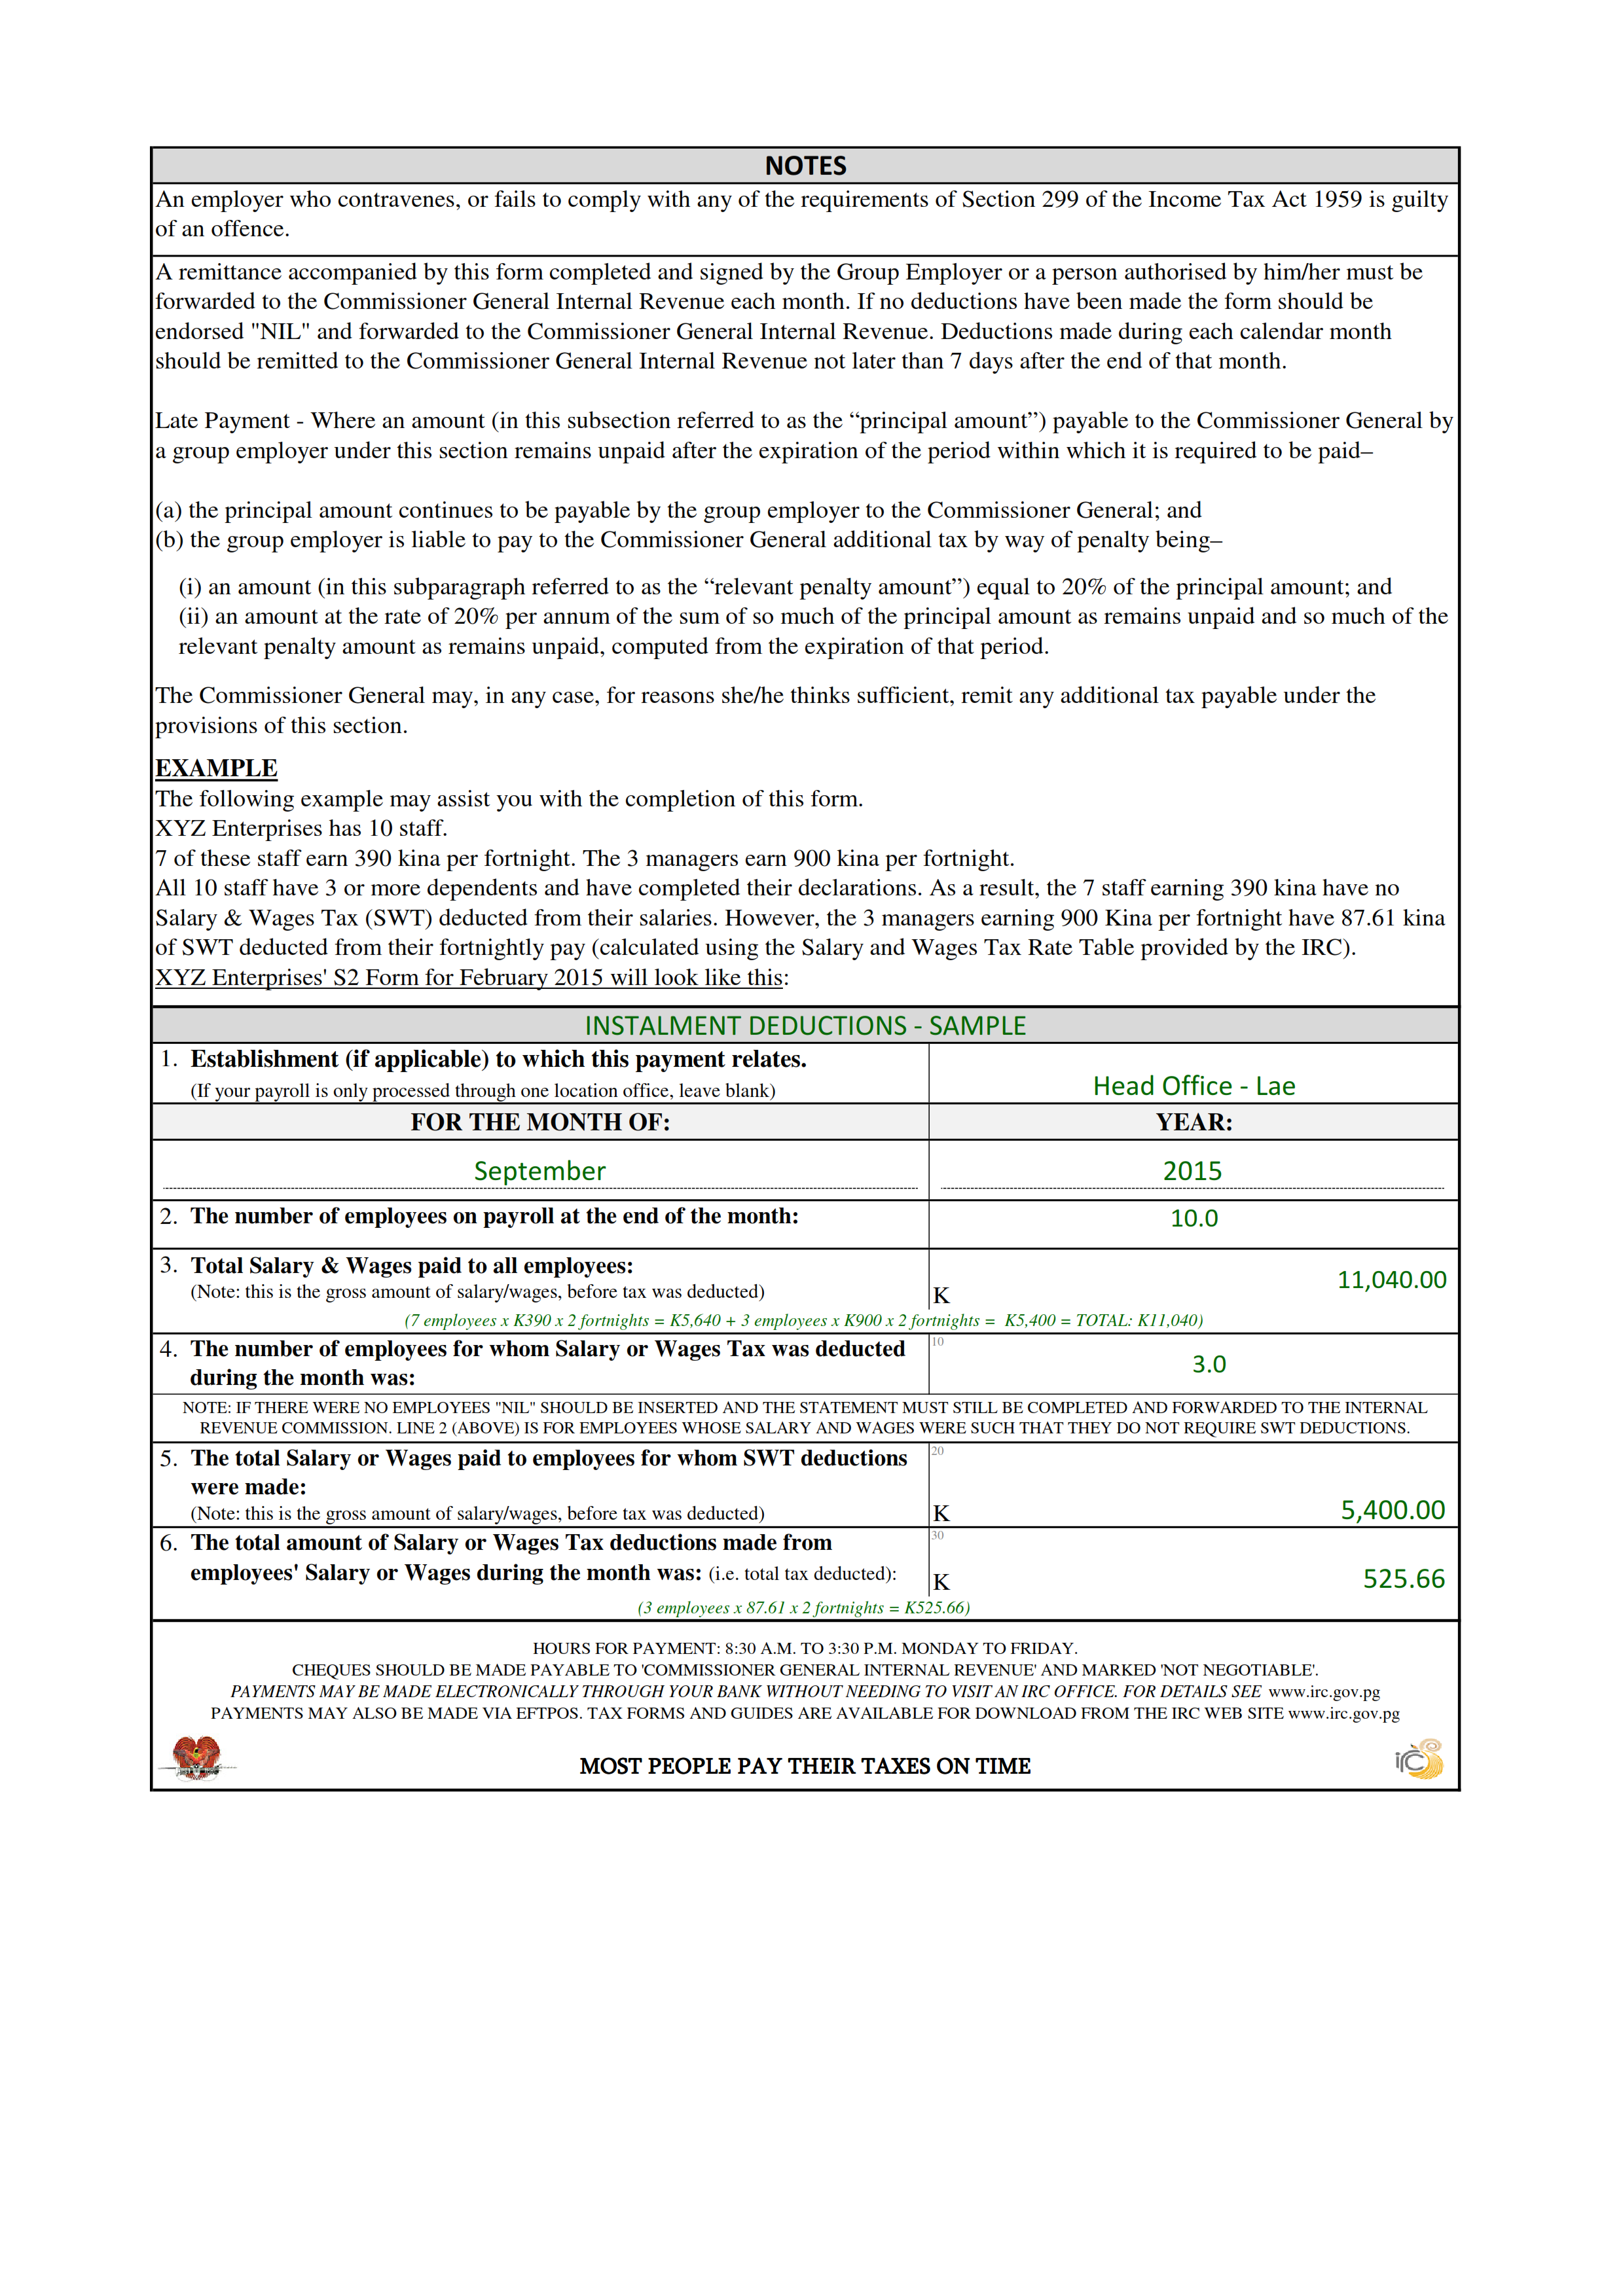 NOTES
An employer who contravenes, or fails to comply with any of the requirements of Section 299 of the Income Tax Act 1959 is guilty
of an offence.
A remittance accompanied by this form completed and signed by the Group Employer or a person authorised by him/her must be
forwarded to the Commissioner General Internal Revenue each month. If no deductions have been made the form should be
endorsed "NIL" and forwarded to the Commissioner General Internal Revenue. Deductions made during each calendar month
should be remitted to the Commissioner General Internal Revenue not later than 7 days after the end of that month.
Late Payment - Where an amount (in this subsection referred to as the “principal amount”) payable to the Commissioner General by
a group employer under this section remains unpaid after the expiration of the period within which it is required to be paid–
(a) the principal amount continues to be payable by the group employer to the Commissioner General; and
(b) the group employer is liable to pay to the Commissioner General additional tax by way of penalty being–
(i) an amount (in this subparagraph referred to as the “relevant penalty amount”) equal to 20% of the principal amount; and
(ii) an amount at the rate of 20% per annum of the sum of so much of the principal amount as remains unpaid and so much of the
relevant penalty amount as remains unpaid, computed from the expiration of that period.
The Commissioner General may, in any case, for reasons she/he thinks sufficient, remit any additional tax payable under the
provisions of this section.
EXAMPLE
The following example may assist you with the completion of this form.
XYZ Enterprises has 10 staff.
7 of these staff earn 390 kina per fortnight. The 3 managers earn 900 kina per fortnight.
All 10 staff have 3 or more dependents and have completed their declarations. As a result, the 7 staff earning 390 kina have no
Salary & Wages Tax (SWT) deducted from their salaries. However, the 3 managers earning 900 Kina per fortnight have 87.61 kina
of SWT deducted from their fortnightly pay (calculated using the Salary and Wages Tax Rate Table provided by the IRC).
XYZ Enterprises' S2 Form for February 2015 will look like this:
INSTALMENT DEDUCTIONS - SAMPLE
1. Establishment (if applicable) to which this payment relates.
(If your payroll is only processed through one location office, leave blank) Head Office - Lae
FOR THE MONTH OF: YEAR:
September 2015
2. The number of employees on payroll at the end of the month: 10.0
3. Total Salary & Wages paid to all employees:
(Note: this is the gross amount of salary/wages, before tax was deducted) K 11,040.00
(7 employees x K390 x 2 fortnights = K5,640 + 3 employees x K900 x 2 fortnights = K5,400 = TOTAL: K11,040)
4. The number of employees for whom Salary or Wages Tax was deducted 10
during the month was: 3.0
NOTE: IF THERE WERE NO EMPLOYEES "NIL" SHOULD BE INSERTED AND THE STATEMENT MUST STILL BE COMPLETED AND FORWARDED TO THE INTERNAL
REVENUE COMMISSION. LINE 2 (ABOVE) IS FOR EMPLOYEES WHOSE SALARY AND WAGES WERE SUCH THAT THEY DO NOT REQUIRE SWT DEDUCTIONS.
5. The total Salary or Wages paid to employees for whom SWT deductions 20
were made:
(Note: this is the gross amount of salary/wages, before tax was deducted) K 5,400.00
6. The total amount of Salary or Wages Tax deductions made from 30
employees' Salary or Wages during the month was: (i.e. total tax deducted): K 525.66
(3 employees x 87.61 x 2 fortnights = K525.66)
HOURS FOR PAYMENT: 8:30 A.M. TO 3:30 P.M. MONDAY TO FRIDAY.
CHEQUES SHOULD BE MADE PAYABLE TO 'COMMISSIONER GENERAL INTERNAL REVENUE' AND MARKED 'NOT NEGOTIABLE'.
PAYMENTS MAY BE MADE ELECTRONICALLY THROUGH YOUR BANK WITHOUT NEEDING TO VISIT AN IRC OFFICE. FOR DETAILS SEE www.irc.gov.pg
PAYMENTS MAY ALSO BE MADE VIA EFTPOS. TAX FORMS AND GUIDES ARE AVAILABLE FOR DOWNLOAD FROM THE IRC WEB SITE www.irc.gov.pg
MOST PEOPLE PAY THEIR TAXES ON TIME
irc